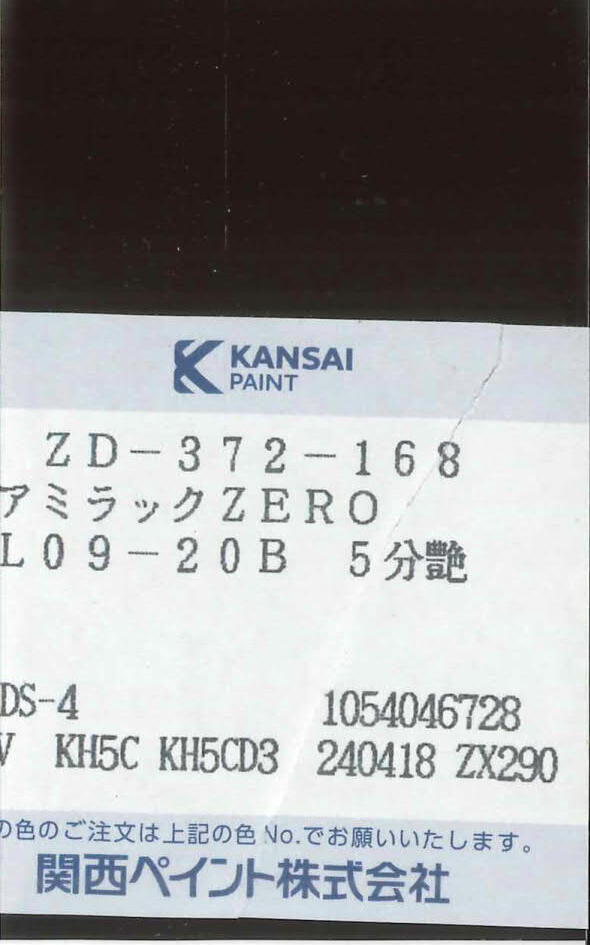 KANSAI
PAINT
ZD-372-168
アミラックZERO
L09-20B 5分艶
DS-4 1054046728
V KH5C KH5CD3 240418 ZX290
の色のご注文は上記の色 No.でお願いいたします。
関西ペイント株式会社